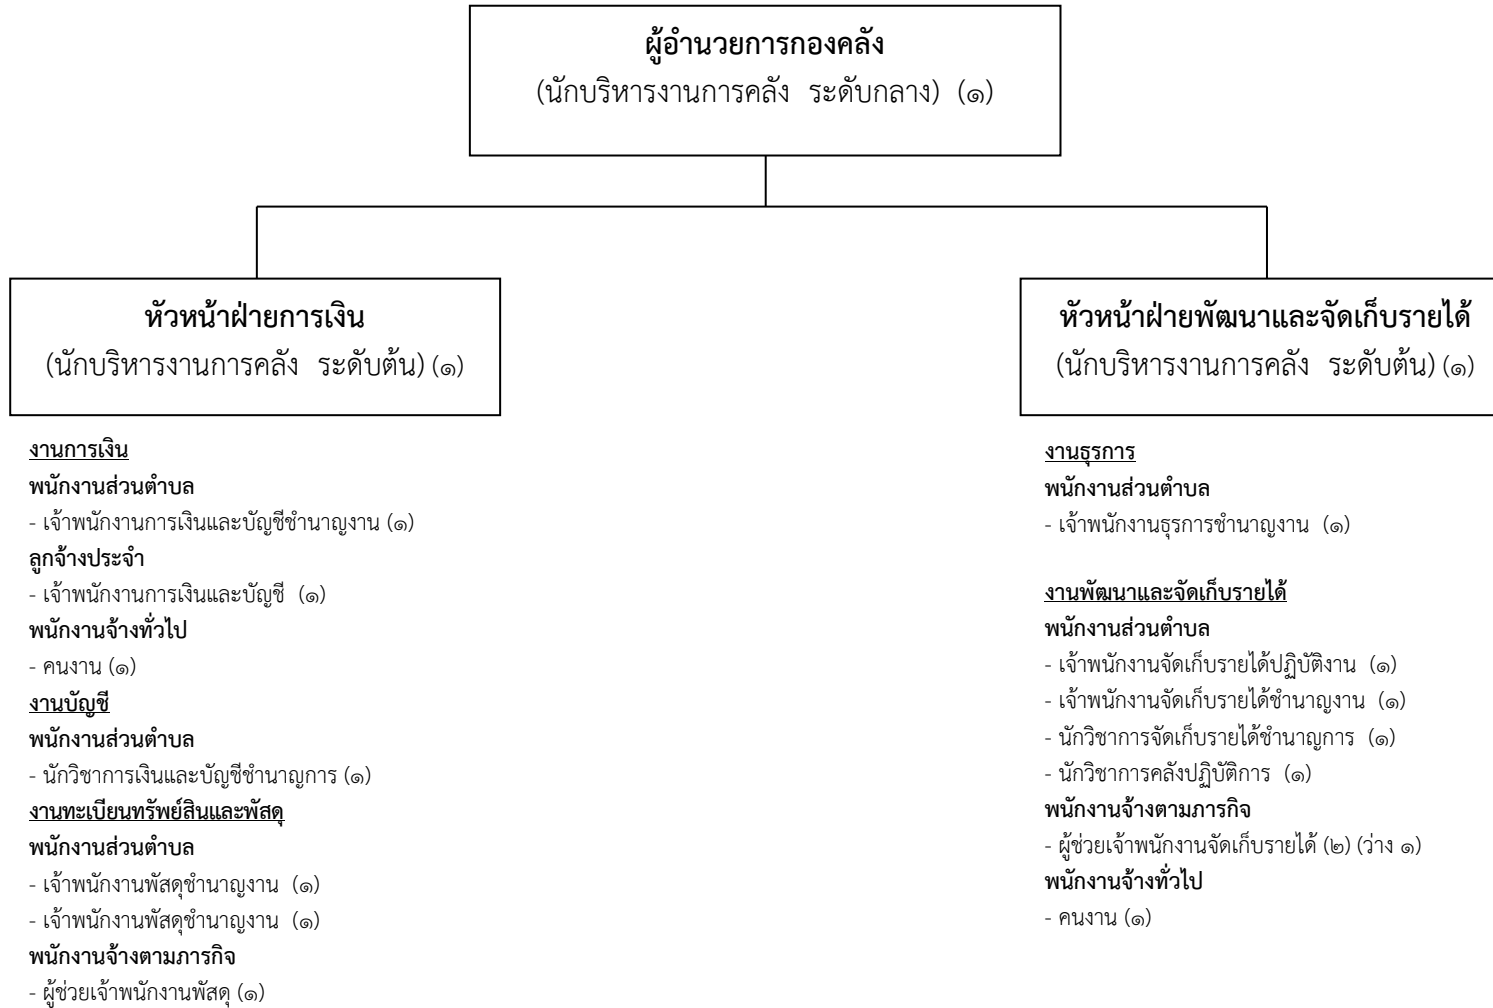 ผู้อำนวยการกองคลัง
(นักบริหารงานการคลัง ระดับกลาง) (๑)
หัวหน้าฝ่ายการเงิน
(นักบริหารงานการคลัง ระดับต้น) (๑)
งานการเงิน
พนักงานส่วนตำบล
- เจ้าพนักงานการเงินและบัญชีชำนาญงาน (๑)
ลูกจ้างประจำ
- เจ้าพนักงานการเงินและบัญชี (๑)
พนักงานจ้างทั่วไป
- คนงาน (๑)
งานบัญชี
พนักงานส่วนตำบล
- นักวิชาการเงินและบัญชีชำนาญการ (๑)
งานทะเบียนทรัพย์สินและพัสดุ
พนักงานส่วนตำบล
- เจ้าพนักงานพัสดุชำนาญงาน (๑)
- เจ้าพนักงานพัสดุชำนาญงาน (๑)
พนักงานจ้างตามภารกิจ
- ผู้ช่วยเจ้าพนักงานพัสดุ (๑)
หัวหน้าฝ่ายพัฒนาและจัดเก็บรายได้
(นักบริหารงานการคลัง ระดับต้น) (๑)
งานธุรการ
พนักงานส่วนตำบล
- เจ้าพนักงานธุรการชำนาญงาน (๑)
งานพัฒนาและจัดเก็บรายได้
พนักงานส่วนตำบล
- เจ้าพนักงานจัดเก็บรายได้ปฏิบัติงาน (๑)
- เจ้าพนักงานจัดเก็บรายได้ชำนาญงาน (๑)
- นักวิชาการจัดเก็บรายได้ชำนาญการ (๑)
- นักวิชาการคลังปฏิบัติการ (๑)
พนักงานจ้างตามภารกิจ
- ผู้ช่วยเจ้าพนักงานจัดเก็บรายได้ (๒) (ว่าง ๑)
พนักงานจ้างทั่วไป
- คนงาน (๑)